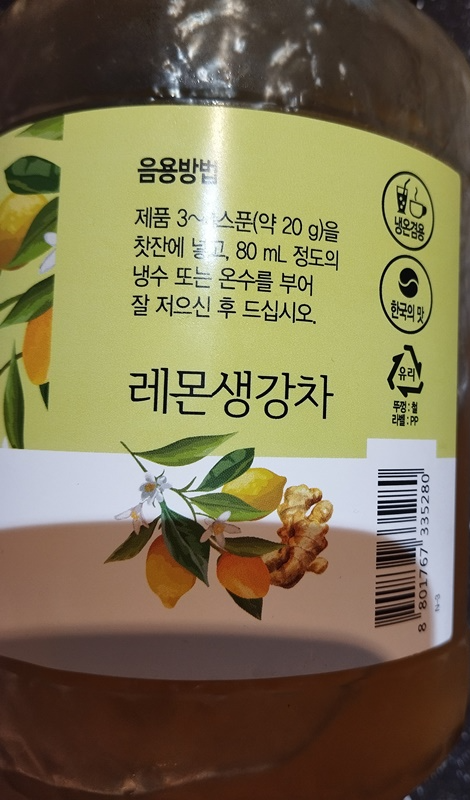 음용방법
제품 스푼(약 20 g)을
찻잔에 넣고, 80 mL 정도의
냉수 또는 온수를 부어
잘 저으신 후 드십시오.
레몬생강차
냉온겸용
한국의 맛
유리
뚜껑 : 철
라벨 : PP
8 801767 335280